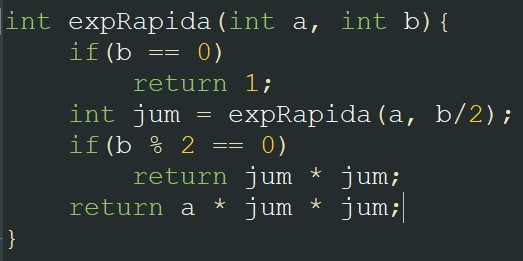 int expRapida(int a, int b){
if(b == 0)
return 1;
int jum = expRapida(a, b/2);
if(b % 2 == 0)
return jum * jum;
return a * jum * jum;
}